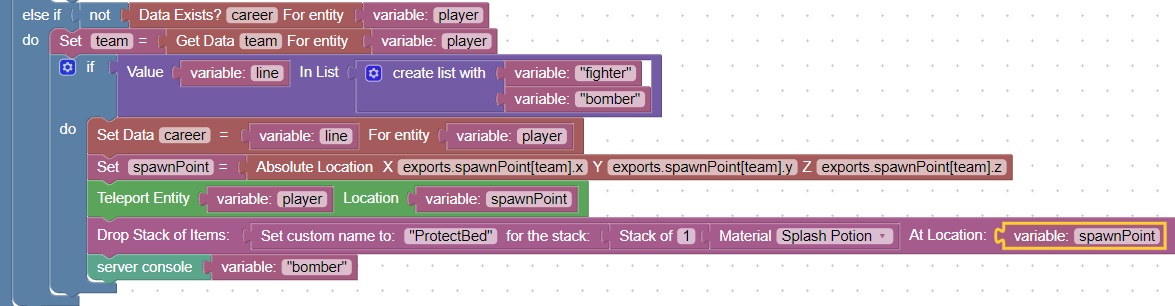 else if not Data Exists? career For entity variable: player
do Set team = Get Data team For entity variable: player
if Value variable: line In List create list with variable: "fighter"
variable: "bomber"
do Set Data career = variable: line For entity variable: player
Set spawnPoint = Absolute Location X exports.spawnPoint[team].x Y exports.spawnPoint[team].y Z exports.spawnPoint[team].z
Teleport Entity variable: player Location variable: spawnPoint
Drop Stack of Items: Set custom name to: "ProtectBed" for the stack: Stack of 1 Material Splash Potion At Location: variable: spawnPoint
server console variable: "bomber"